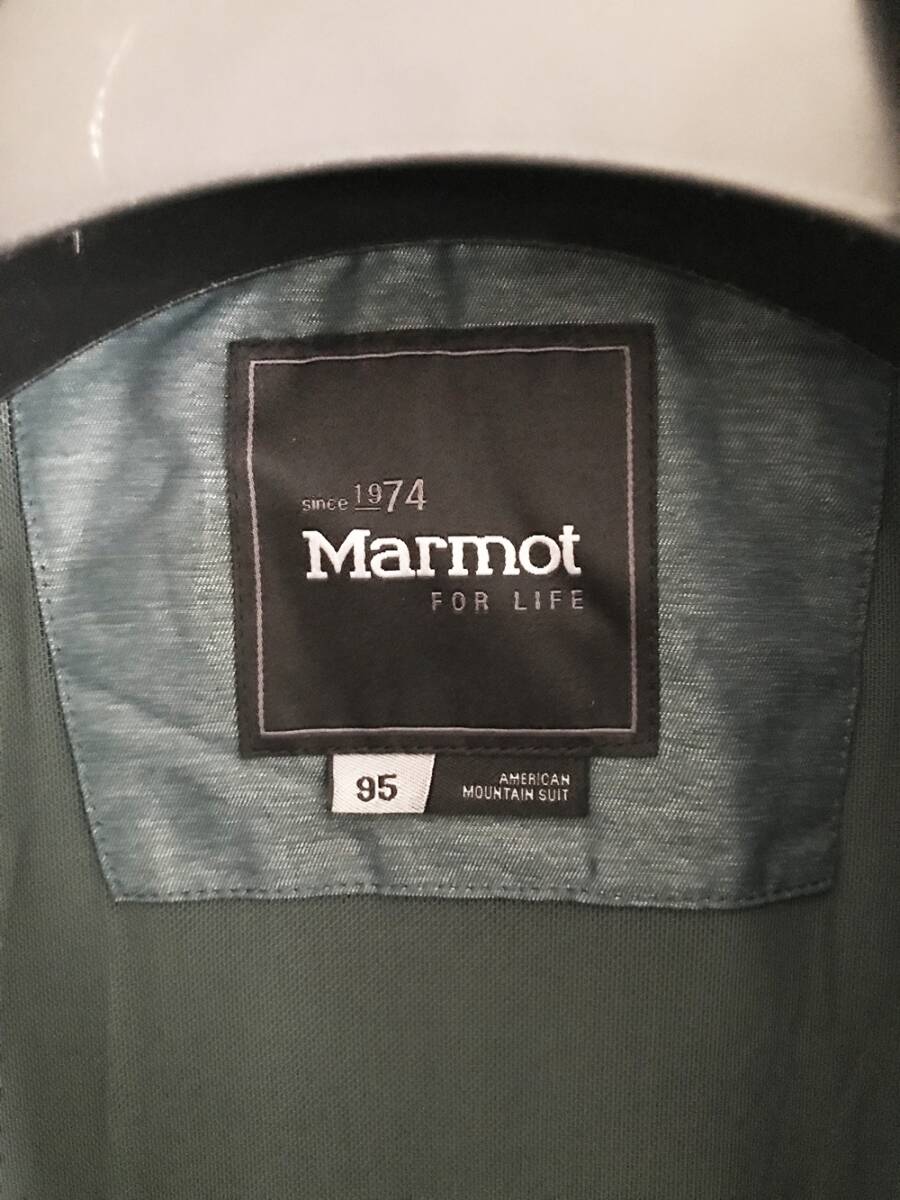 since 1974
Marmot
FOR LIFE
95
AMERICAN
MOUNTAIN SUIT